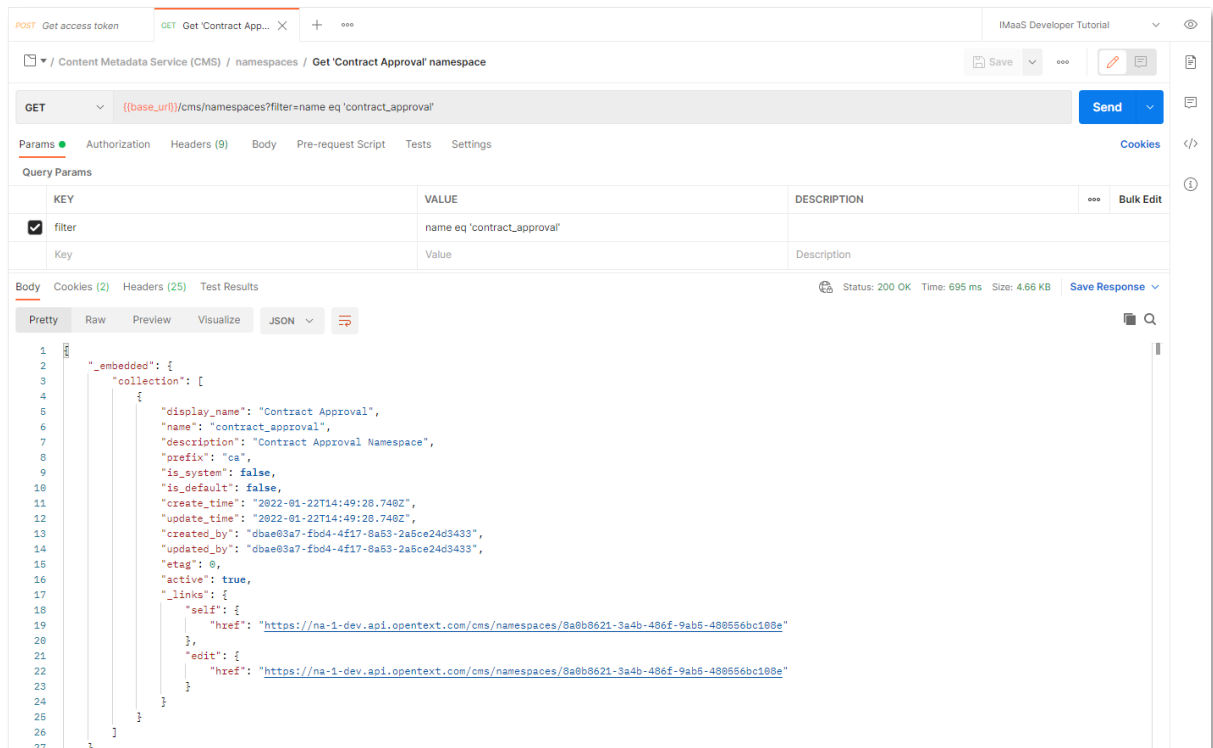 POST Get access token GET Get 'Contract App... IMaaS Developer Tutorial
/ Content Metadata Service (CMS) / namespaces / Get 'Contract Approval' namespace Save
GET {{base_url}}/cms/namespaces?filter=name eq 'contract_approval' Send
Params Authorization Headers (9) Body Pre-request Script Tests Settings Cookies
Query Params
KEY VALUE DESCRIPTION Bulk Edit
filter name eq 'contract_approval'
Key Value Description
Body Cookies (2) Headers (25) Test Results Status: 200 OK Time: 695 ms Size: 4.66 KB Save Response
Pretty Raw Preview Visualize JSON
1 {
2 "_embedded": {
3 "collection": [
4 {
5 "display_name": "Contract Approval",
6 "name": "contract_approval",
7 "description": "Contract Approval Namespace",
8 "prefix": "ca",
9 "is_system": false,
10 "is_default": false,
11 "create_time": "2022-01-22T14:49:28.740Z",
12 "update_time": "2022-01-22T14:49:28.740Z",
13 "created_by": "dbae03a7-fbd4-4f17-8a53-2a5ce24d3433",
14 "updated_by": "dbae03a7-fbd4-4f17-8a53-2a5ce24d3433",
15 "etag": 0,
16 "active": true,
17 "_links": {
18 "self": {
19 "href": "https://na-1-dev.api.opentext.com/cms/namespaces/8a0b8621-3a4b-486f-9ab5-480556bc108e"
20 },
21 "edit": {
22 "href": "https://na-1-dev.api.opentext.com/cms/namespaces/8a0b8621-3a4b-486f-9ab5-480556bc108e"
23 }
24 }
25 }
26 ]
27 }